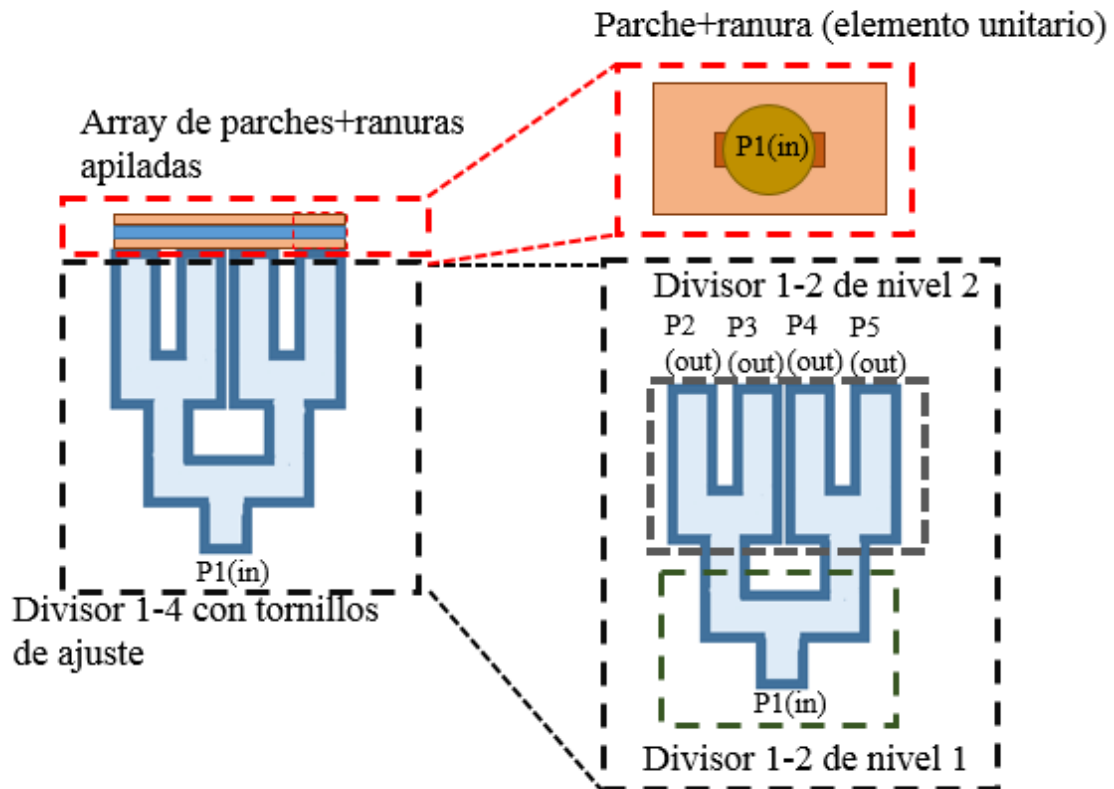 Parche+ranura (elemento unitario)
Array de parches+ranuras
apiladas
P1(in)
Divisor 1-2 de nivel 2
P2 P3 P4 P5
(out) (out) (out) (out)
P1(in)
Divisor 1-4 con tornillos
de ajuste
P1(in)
Divisor 1-2 de nivel 1